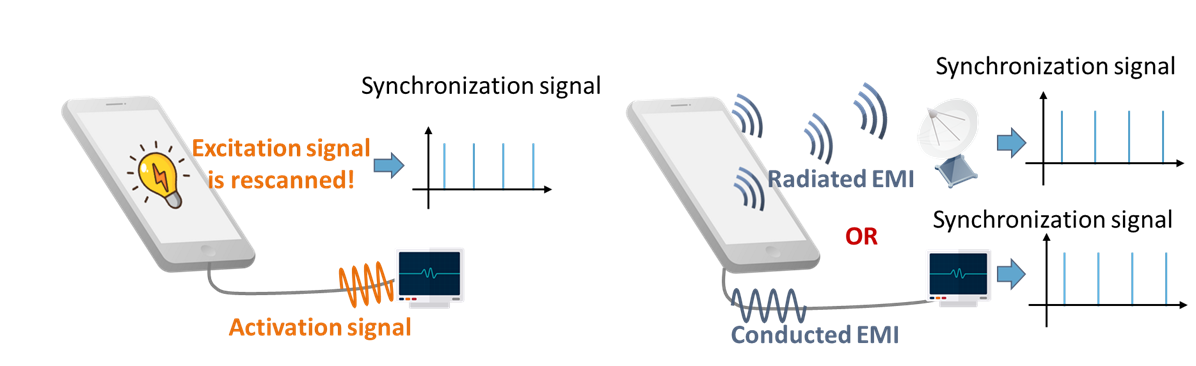 Synchronization signal
Excitation signal
is rescanned!
Activation signal
Synchronization signal
Radiated EMI
Synchronization signal
OR
Conducted EMI